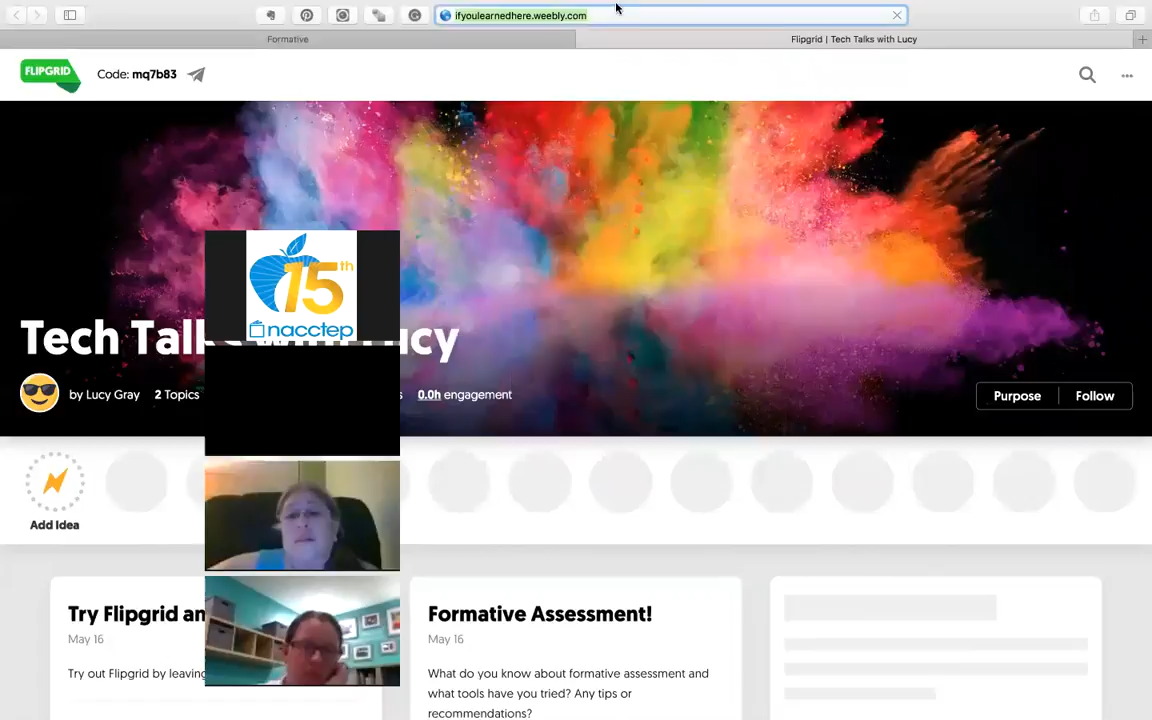 ifyoulearnedhere.weebly.com
Formative
Flipgrid | Tech Talks with Lucy
FLIPGRID
Code: mq7b83
15th
nacctep
Tech Talks with Lucy
by Lucy Gray
2 Topics
0.0h engagement
Purpose
Follow
Add Idea
Try Flipgrid an
May 16
Try out Flipgrid by leaving
Formative Assessment!
May 16
What do you know about formative assessment and
what tools have you tried? Any tips or
recommendations?